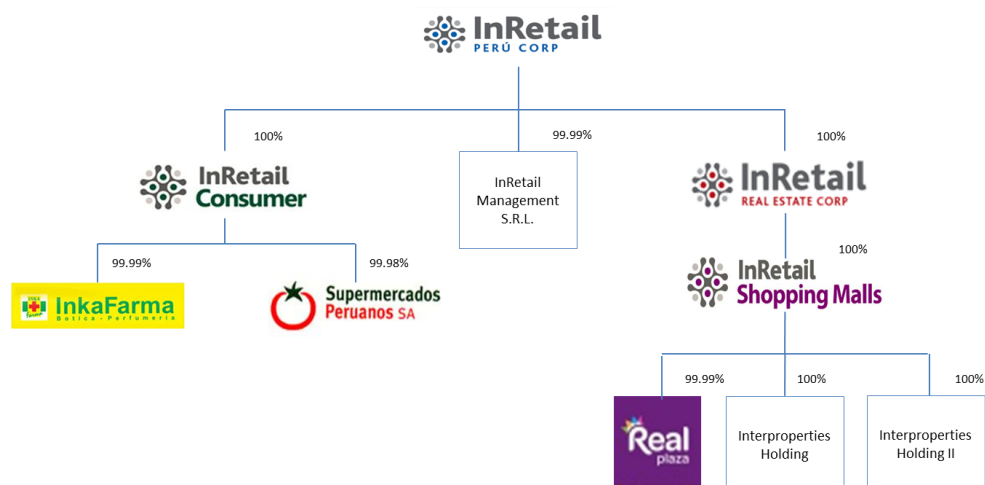 InRetail
PERÚ CORP
100%
99.99%
100%
InRetail
Consumer
InRetail
Management
S.R.L.
InRetail
REAL ESTATE CORP
99.99%
99.98%
100%
InkaFarma
Botica - Perfumería
Supermercados
Peruanos SA
InRetail
Shopping Malls
99.99%
100%
100%
Real
plaza
Interproperties
Holding
Interproperties
Holding II